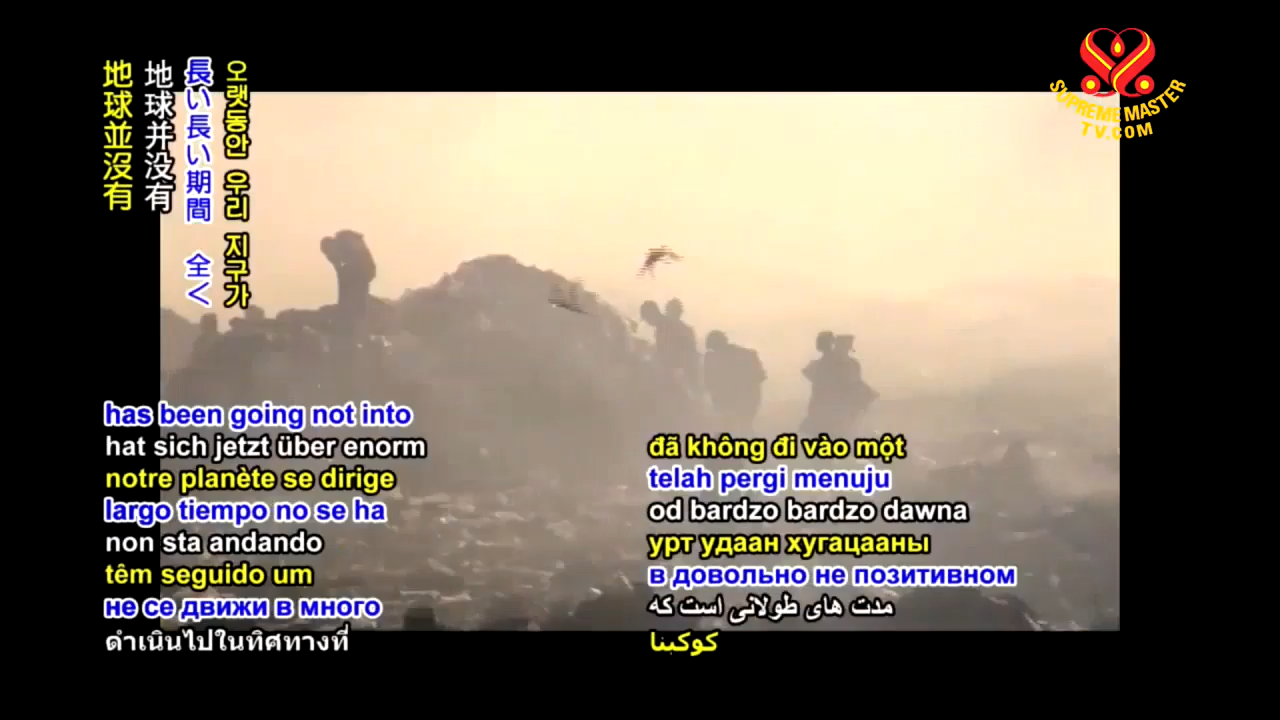 地球並沒有
地球并没有
長い長い期間 全く
오랫동안 우리 지구가
SUPREME MASTER
TV.COM
has been going not into
hat sich jetzt über enorm
notre planète se dirige
largo tiempo no se ha
non sta andando
têm seguido um
не се движи в много
ดำเนินไปในทิศทางที่
đã không đi vào một
telah pergi menuju
od bardzo bardzo dawna
урт удаан хугацааны
в довольно не позитивном
مدت های طولانی است که
كوكبنا